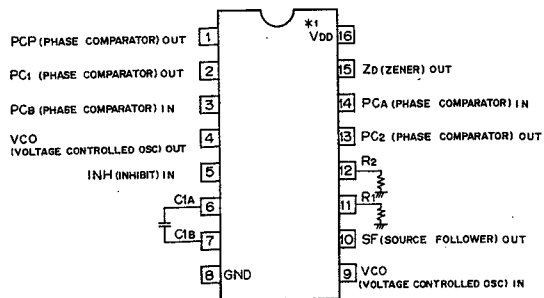 PCP (PHASE COMPARATOR) OUT
1
PC1 (PHASE COMPARATOR) OUT
2
PCB (PHASE COMPARATOR) IN
3
VCO
(VOLTAGE CONTROLLED OSC) OUT
4
INH (INHIBIT) IN
5
C1A
6
C1B
7
8
GND
*1
VDD
16
15
ZD (ZENER) OUT
14
PCA (PHASE COMPARATOR) IN
13
PC2 (PHASE COMPARATOR) OUT
12
R2
11
R1
10
SF (SOURCE FOLLOWER) OUT
9
VCO
(VOLTAGE CONTROLLED OSC) IN